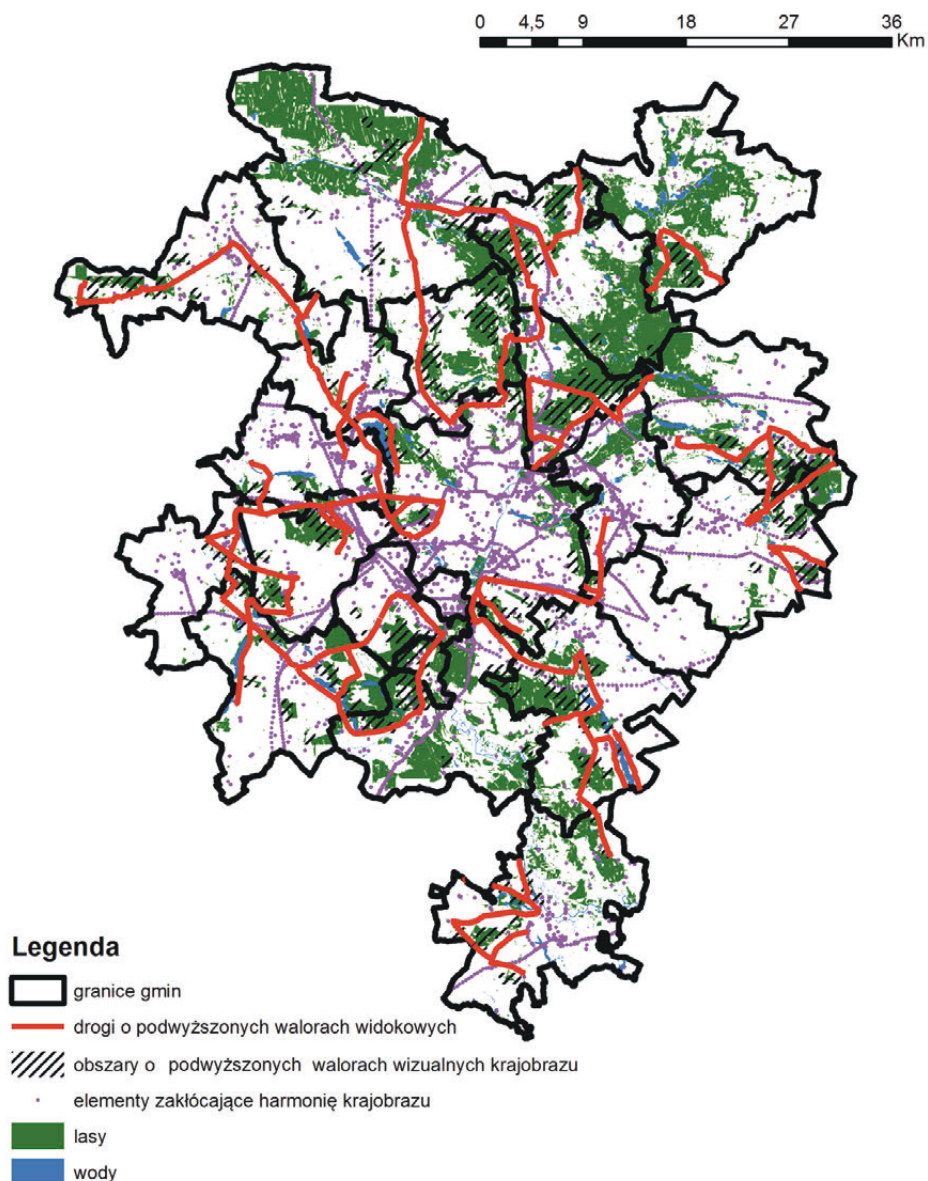 0 4,5 9 18 27 36
Km
Legenda
granice gmin
drogi o podwyższonych walorach widokowych
obszary o podwyższonych walorach wizualnych krajobrazu
elementy zakłócające harmonię krajobrazu
lasy
wody